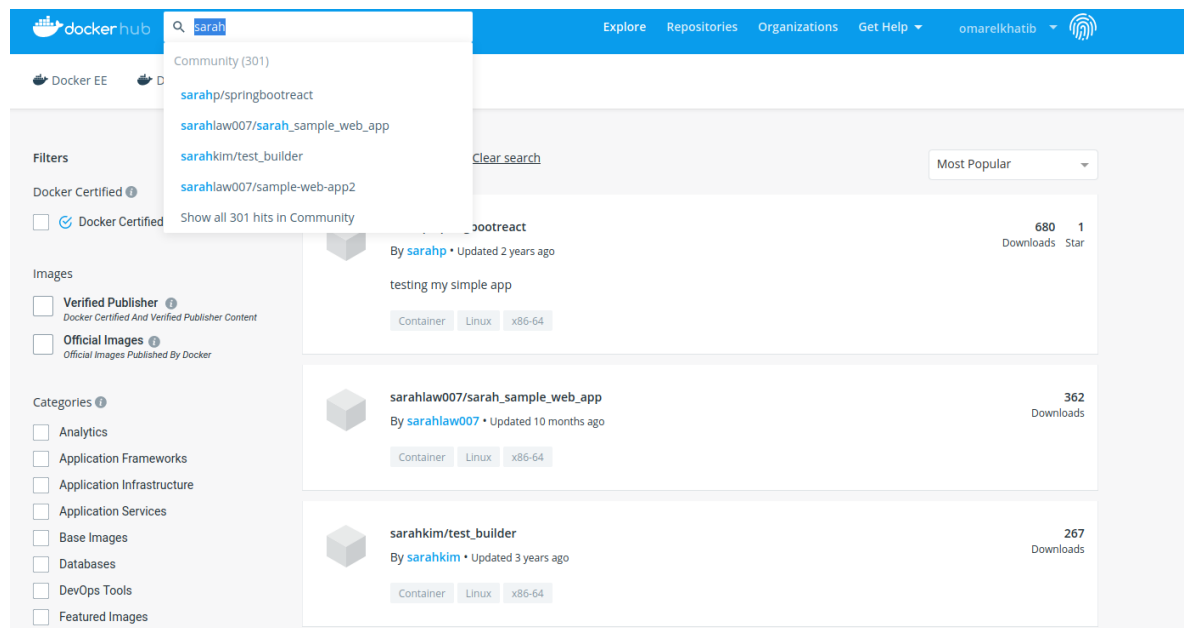 dockerhub sarah Explore Repositories Organizations Get Help omarelkhatib
Community (301)
Docker EE D
sarahp/springbootreact
sarahlaw007/sarah_sample_web_app
sarahkim/test_builder
sarahlaw007/sample-web-app2
Show all 301 hits in Community
Filters
Docker Certified
Docker Certified
Images
Verified Publisher
Docker Certified And Verified Publisher Content
Official Images
Official Images Published By Docker
Categories
Analytics
Application Frameworks
Application Infrastructure
Application Services
Base Images
Databases
DevOps Tools
Featured Images
Clear search
Most Popular
bootreact
680 1
Downloads Star
By sarahp • Updated 2 years ago
testing my simple app
Container Linux x86-64
sarahlaw007/sarah_sample_web_app
362
Downloads
By sarahlaw007 • Updated 10 months ago
Container Linux x86-64
sarahkim/test_builder
267
Downloads
By sarahkim • Updated 3 years ago
Container Linux x86-64